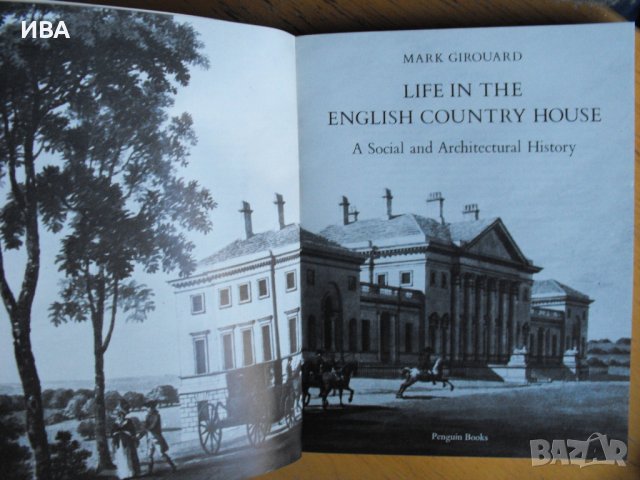 ИВА
MARK GIROUARD
LIFE IN THE
ENGLISH COUNTRY HOUSE
A Social and Architectural History
Penguin Books
BAZAR